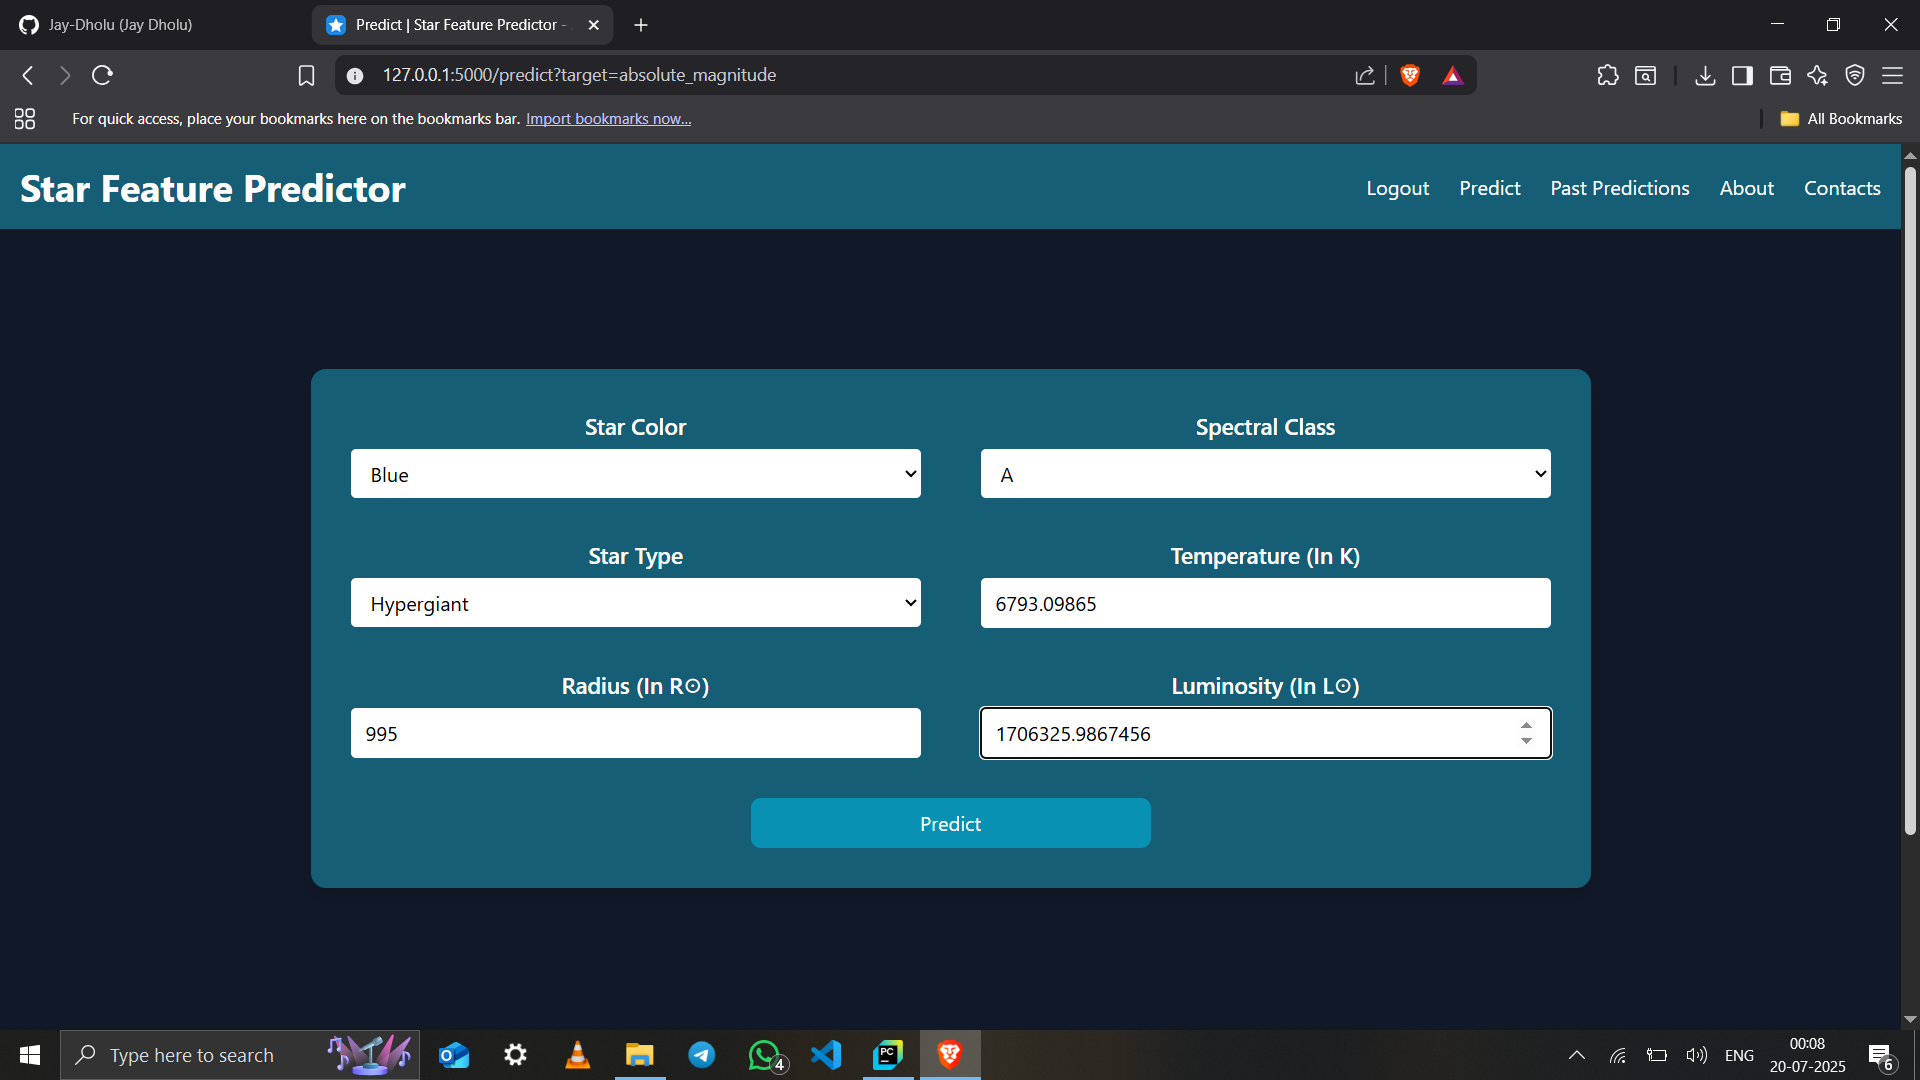 Jay-Dholu (Jay Dholu)
Predict | Star Feature Predictor -
127.0.0.1:5000/predict?target=absolute_magnitude
For quick access, place your bookmarks here on the bookmarks bar. Import bookmarks now...
All Bookmarks
Star Feature Predictor
Logout
Predict
Past Predictions
About
Contacts
Star Color
Spectral Class
Blue
A
Star Type
Temperature (In K)
Hypergiant
6793.09865
Radius (In R⊙)
Luminosity (In L⊙)
995
1706325.9867456
Predict
Type here to search
O
4
PC
ENG
00:08
20-07-2025
6